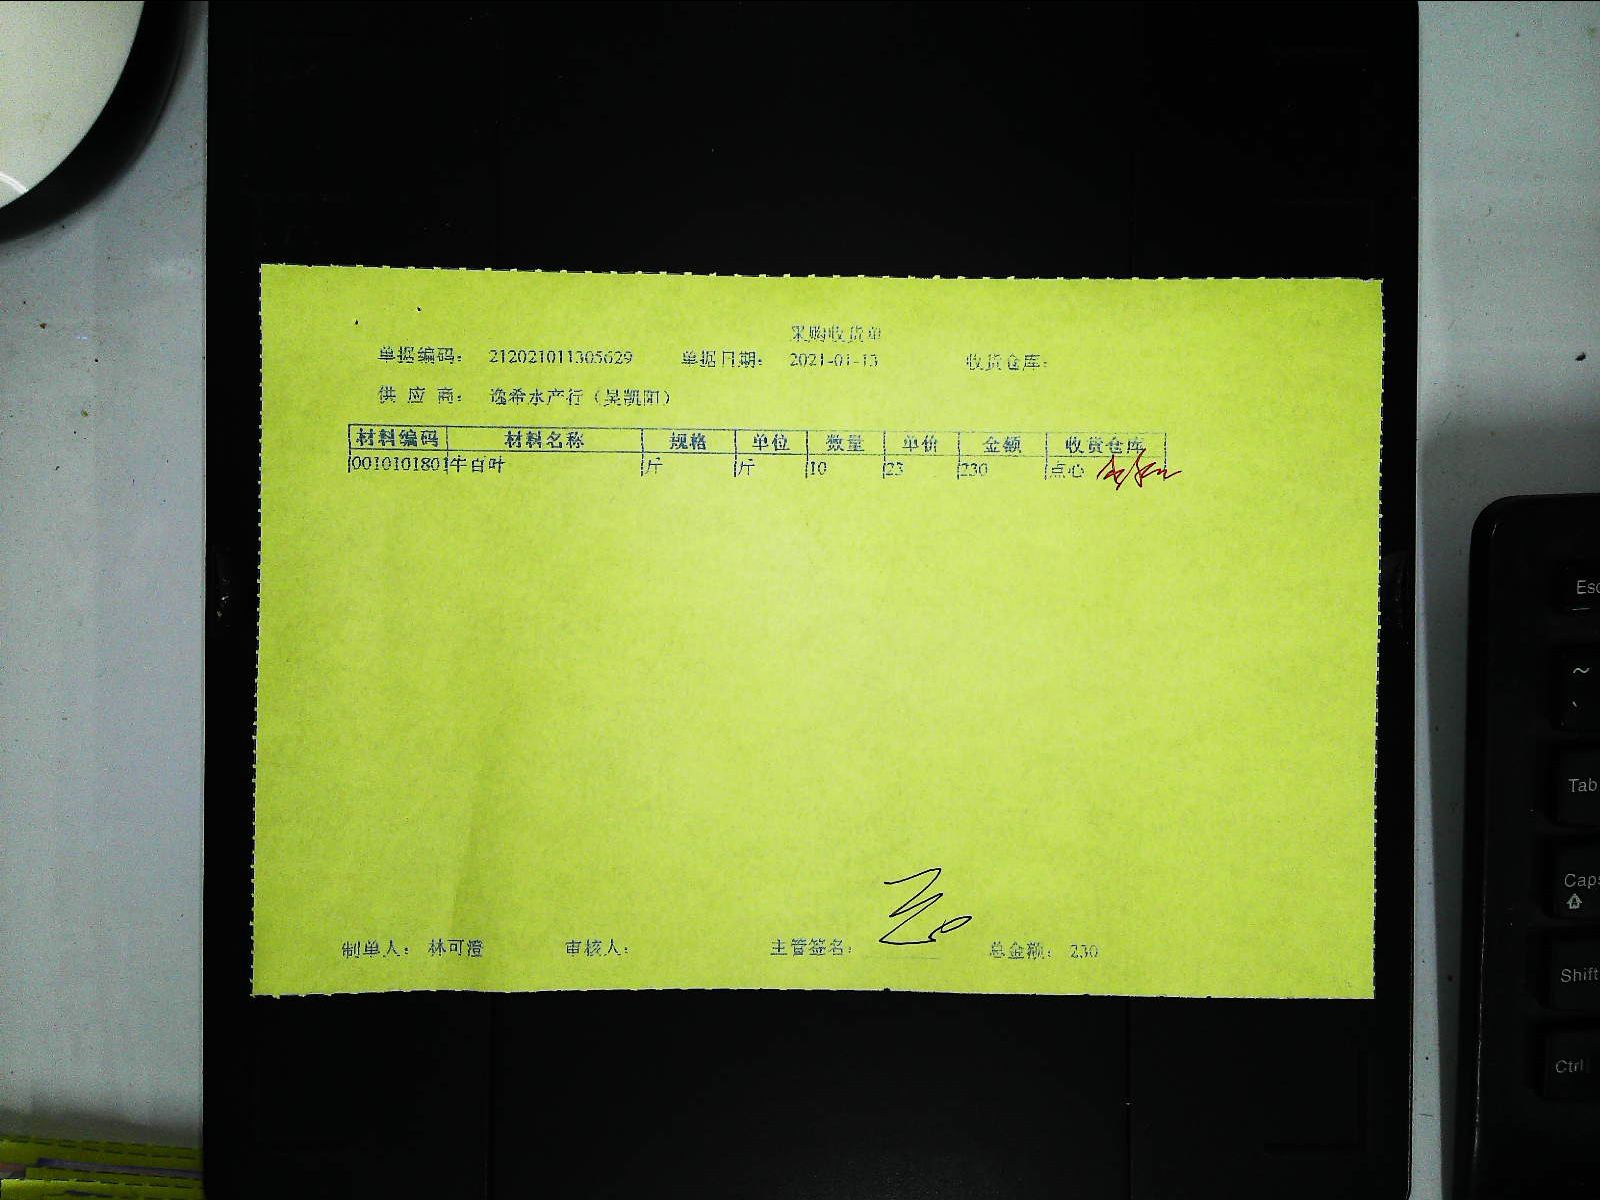 采购收货单
单据编码： 212021011305629 单据日期： 2021-01-13 收货仓库：
供 应 商： 逸希水产行（吴凯阳）
材料编码 材料名称 规格 单位 数量 单价 金额 收货仓库
0010101801 牛百叶 斤 斤 10 23 230 点心
制单人： 林可澄 审核人： 主管签名： 总金额： 230
Esc
~
Tab
Caps
Shift
Ctrl